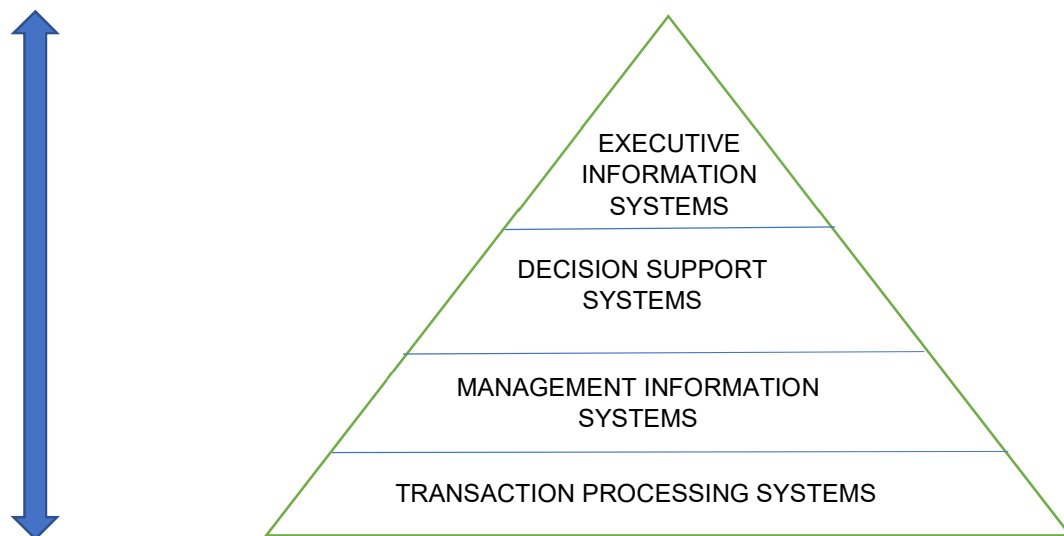 EXECUTIVE
INFORMATION
SYSTEMS
DECISION SUPPORT
SYSTEMS
MANAGEMENT INFORMATION
SYSTEMS
TRANSACTION PROCESSING SYSTEMS